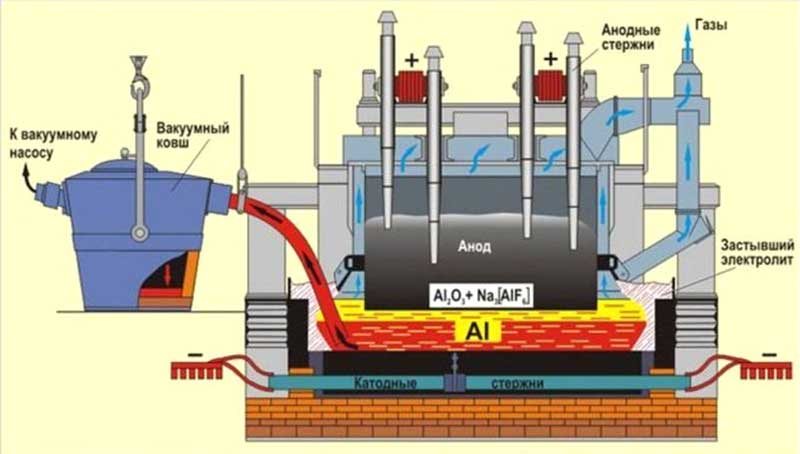 Анодные
стержни
Газы
+
+
К вакуумному
насосу
Вакуумный
ковш
Анод
Застывший
электролит
Al₂O₃+ Na₃[AlF₆]
Al
–
–
Катодные стержни